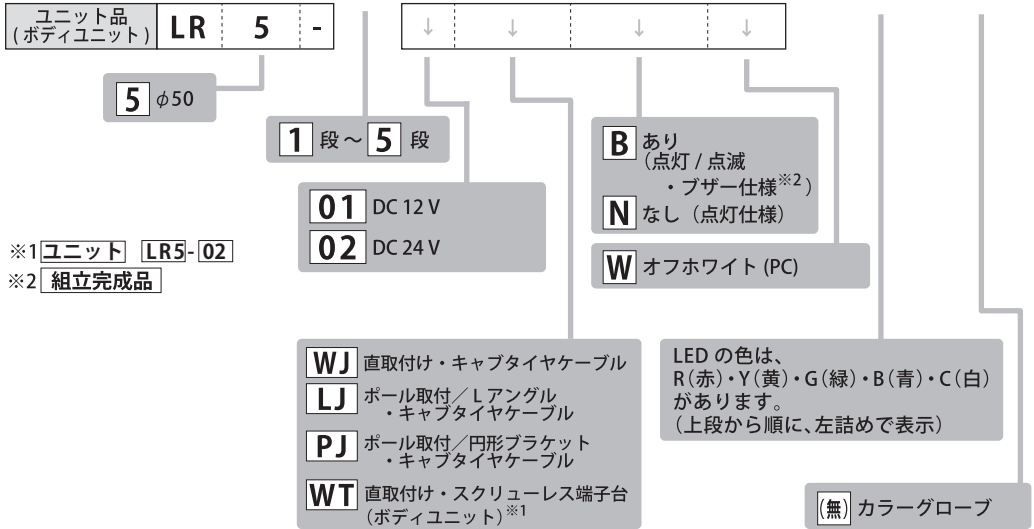 ユニット品
(ボディユニット) LR 5 - ↓ ↓ ↓ ↓
5 φ50
1 段～ 5 段
01 DC 12 V
02 DC 24 V
B あり
(点灯 / 点滅
・ブザー仕様※2)
N なし (点灯仕様)
W オフホワイト (PC)
※1 ユニット LR5- 02
※2 組立完成品
WJ 直取付け・キャブタイヤケーブル
LJ ポール取付／Lアングル
・キャブタイヤケーブル
PJ ポール取付／円形ブラケット
・キャブタイヤケーブル
WT 直取付け・スクリューレス端子台
(ボディユニット)※1
LED の色は、
R(赤)・Y(黄)・G(緑)・B(青)・C(白)
があります。
(上段から順に、左詰めで表示)
(無) カラーグローブ